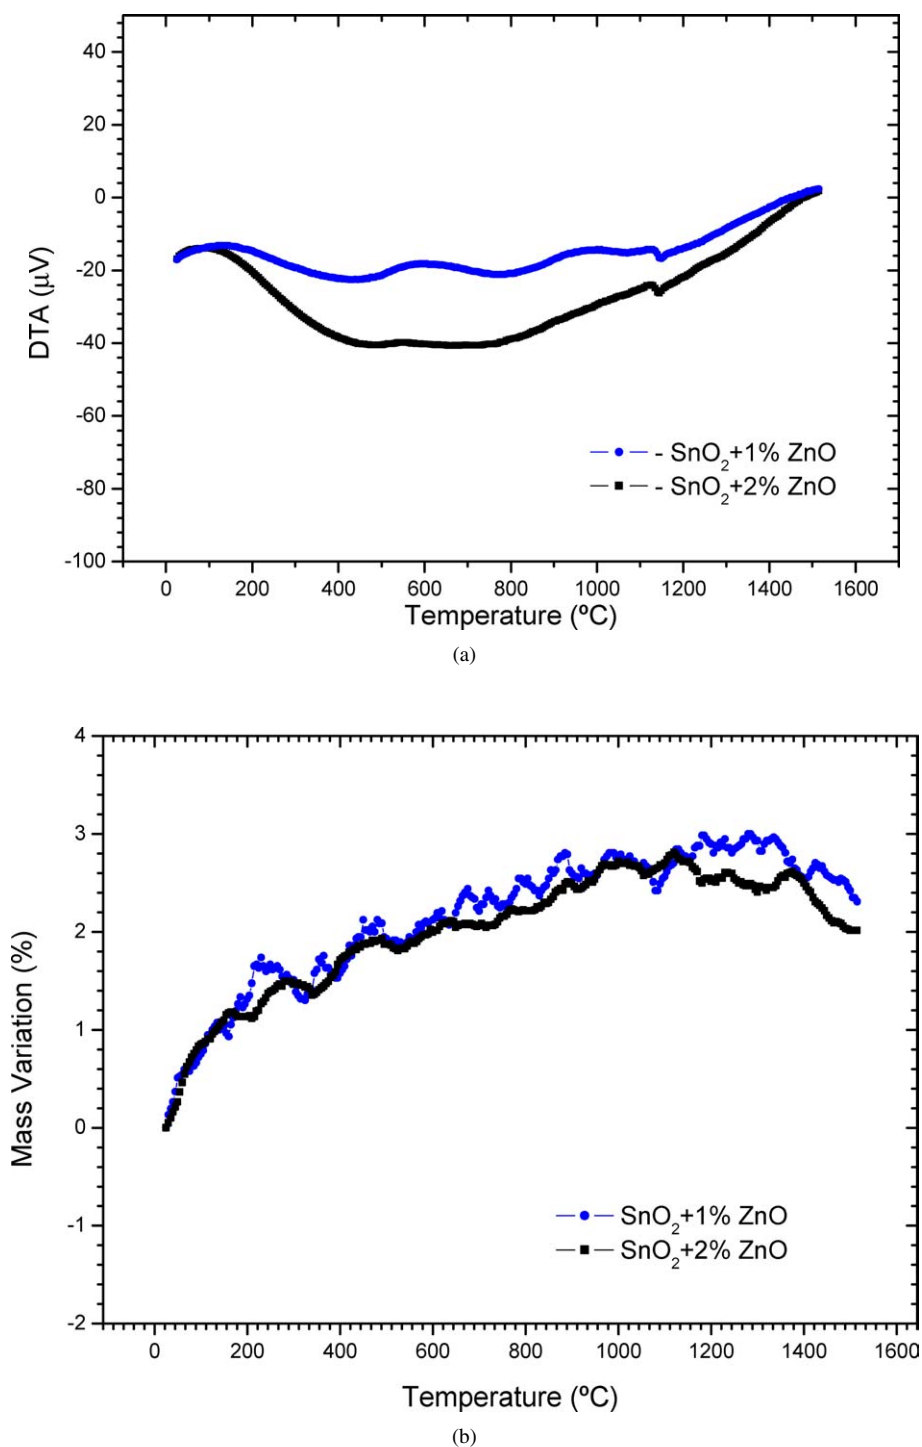 40
20
0
-20
-40
-60
-80
-100
DTA (μV)
- SnO₂+1% ZnO
- SnO₂+2% ZnO
0 200 400 600 800 1000 1200 1400 1600
Temperature (ºC)
(a)
4
3
2
1
0
-1
-2
Mass Variation (%)
SnO₂+1% ZnO
SnO₂+2% ZnO
0 200 400 600 800 1000 1200 1400 1600
Temperature (ºC)
(b)